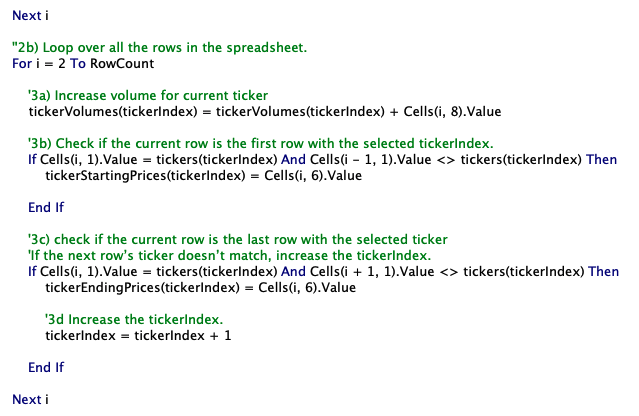 Next i
''2b) Loop over all the rows in the spreadsheet.
For i = 2 To RowCount
'3a) Increase volume for current ticker
tickerVolumes(tickerIndex) = tickerVolumes(tickerIndex) + Cells(i, 8).Value
'3b) Check if the current row is the first row with the selected tickerIndex.
If Cells(i, 1).Value = tickers(tickerIndex) And Cells(i - 1, 1).Value <> tickers(tickerIndex) Then
tickerStartingPrices(tickerIndex) = Cells(i, 6).Value
End If
'3c) check if the current row is the last row with the selected ticker
'If the next row's ticker doesn't match, increase the tickerIndex.
If Cells(i, 1).Value = tickers(tickerIndex) And Cells(i + 1, 1).Value <> tickers(tickerIndex) Then
tickerEndingPrices(tickerIndex) = Cells(i, 6).Value
'3d Increase the tickerIndex.
tickerIndex = tickerIndex + 1
End If
Next i